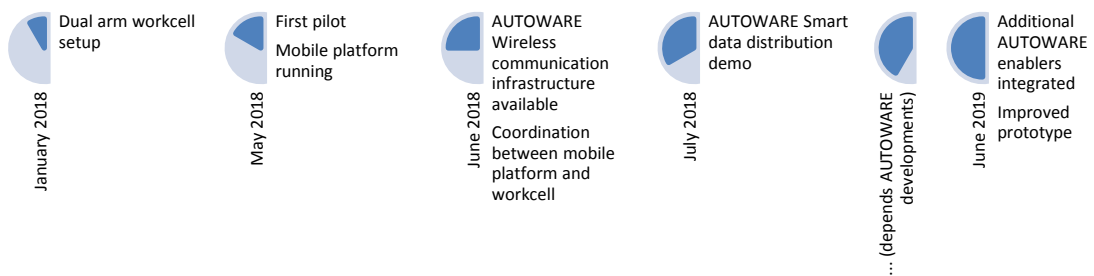 Dual arm workcell
setup
January 2018
First pilot
Mobile platform
running
May 2018
AUTOWARE
Wireless
communication
infrastructure
available
Coordination
between mobile
platform and
workcell
June 2018
AUTOWARE Smart
data distribution
demo
July 2018
... (depends AUTOWARE
developments)
Additional
AUTOWARE
enablers
integrated
Improved
prototype
June 2019